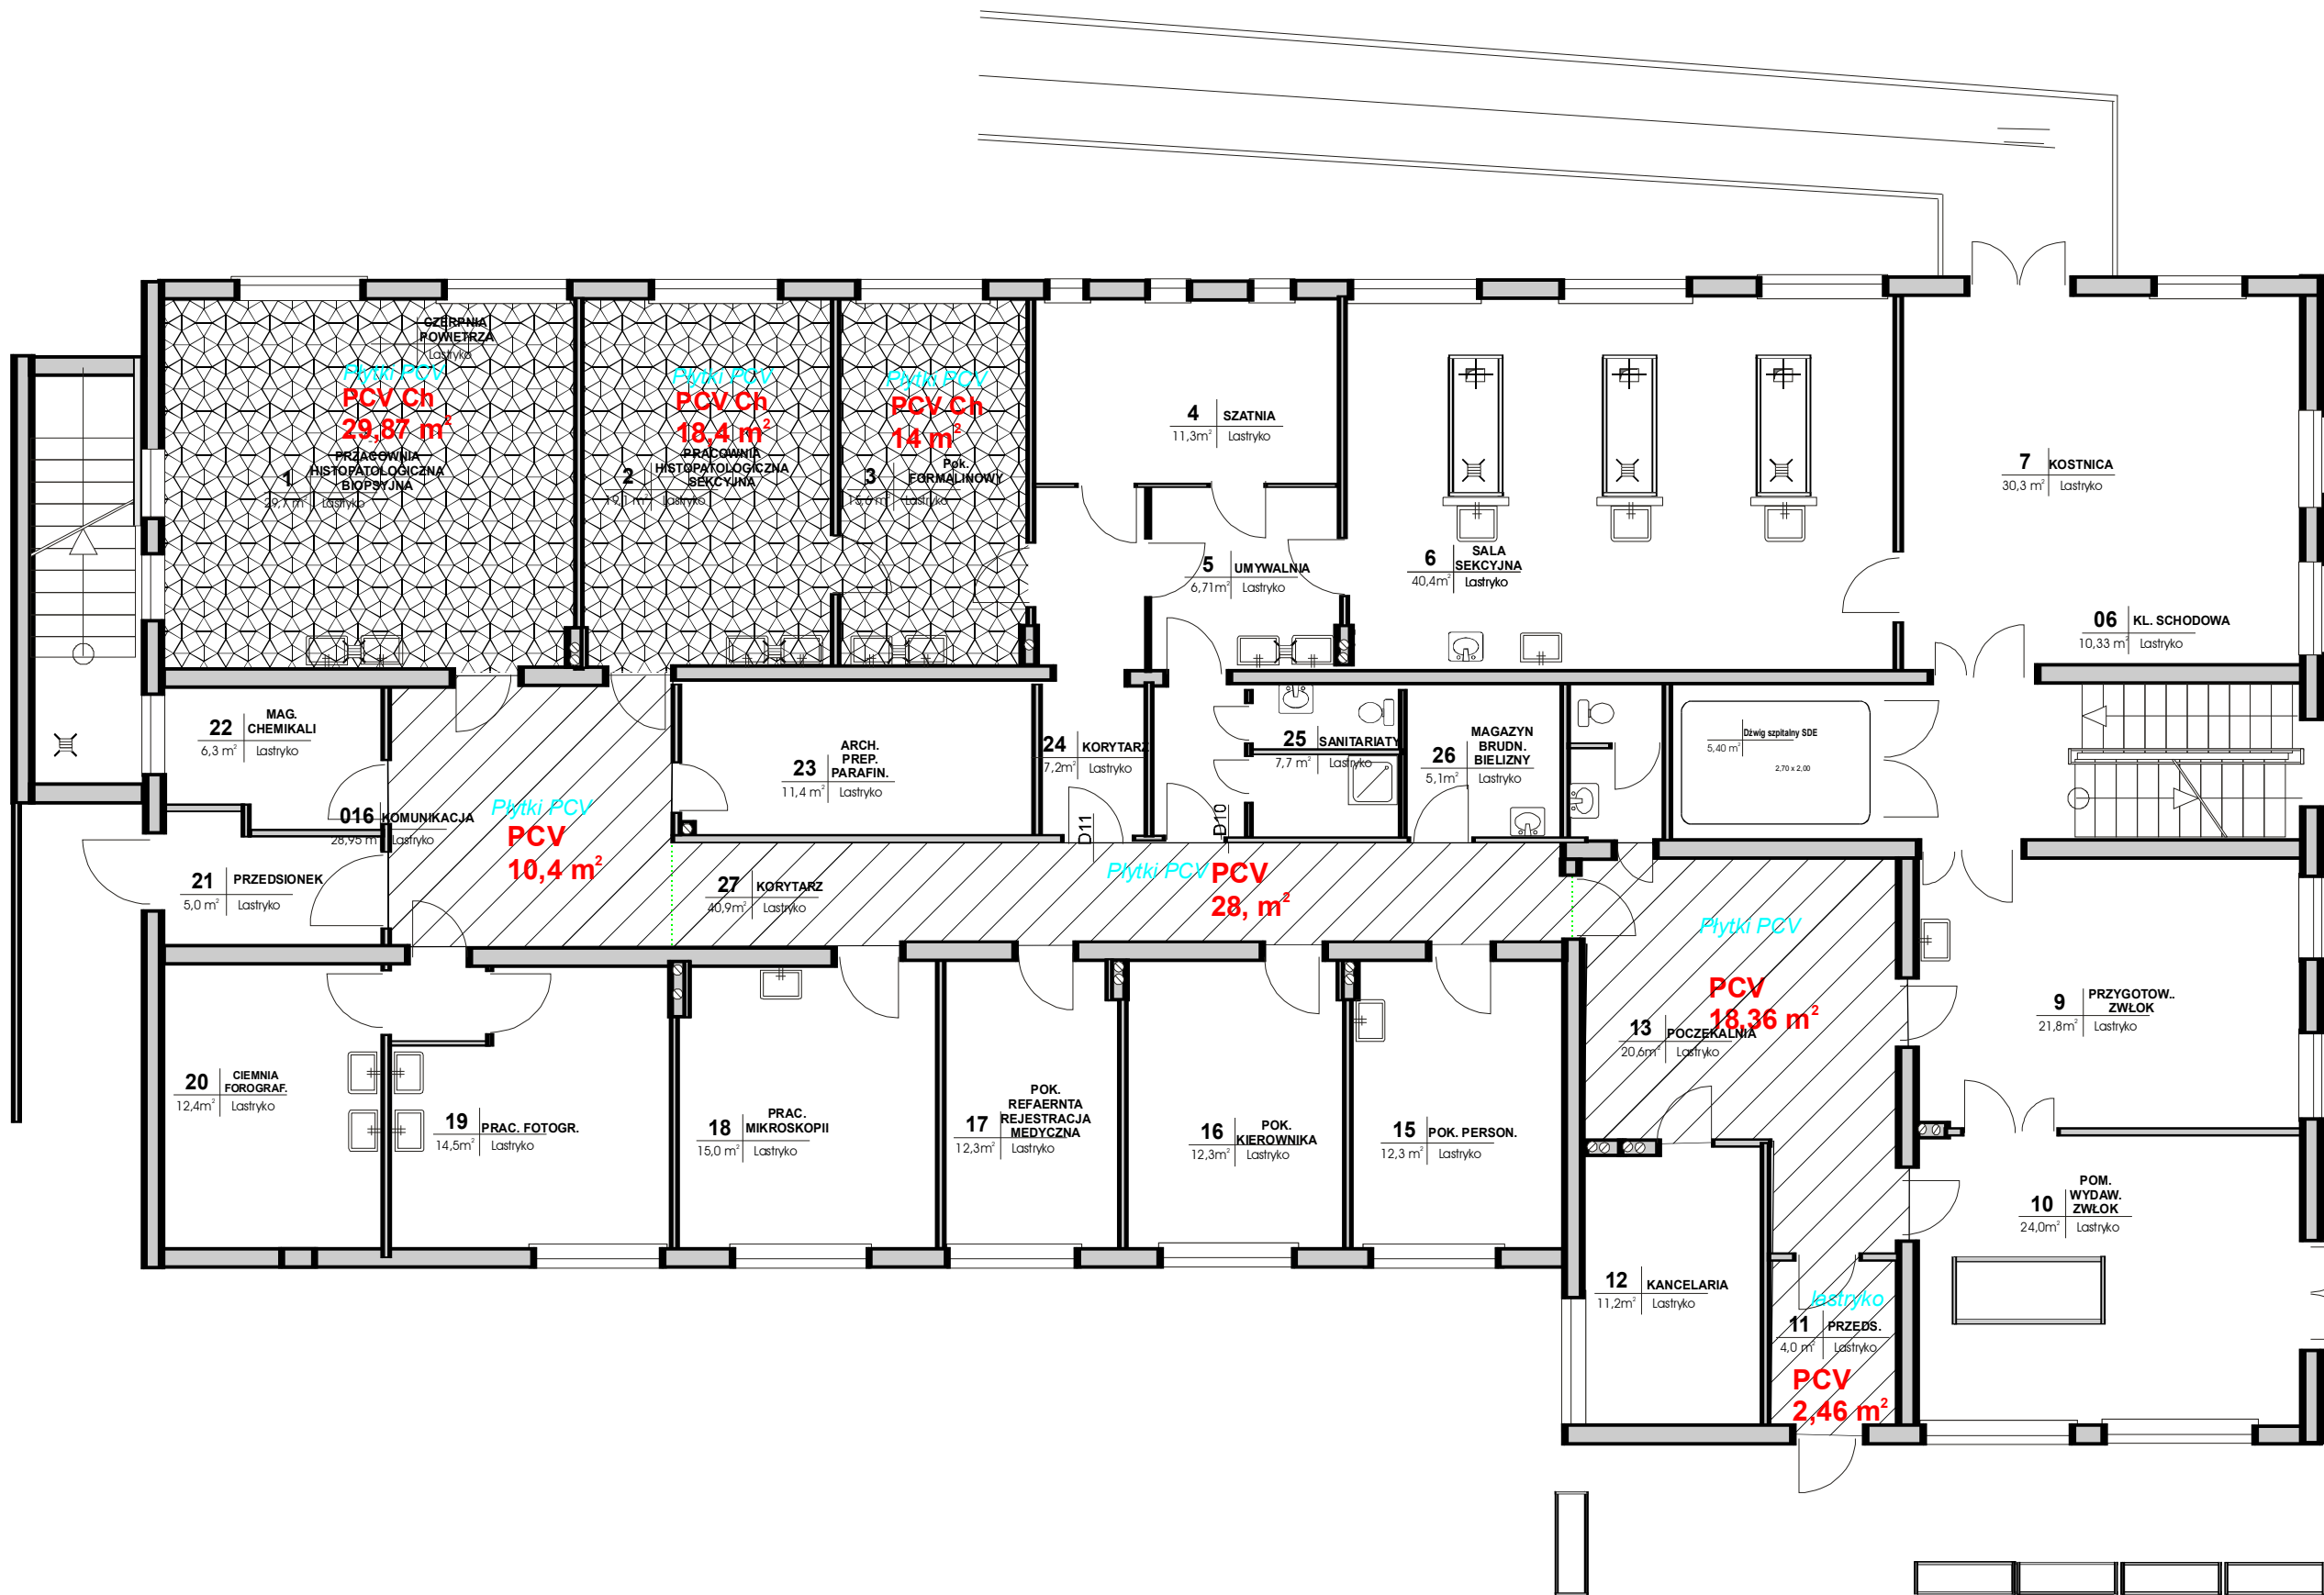 CZERPNIA
POWIETRZA
Lastryko
Płytki PCV
PCV Ch
29,87 m²
1
PRZACOWNIA
HISTOPATOLOGICZNA
BIOPSYJNA
29,7 m²
Lastryko
Płytki PCV
PCV Ch
18,4 m²
2
PRACOWNIA
HISTOPATOLOGICZNA
SEKCYJNA
19,1 m²
Lastryko
Płytki PCV
PCV Ch
14 m²
3
Pok.
FORMALINOWY
Lastryko
4 SZATNIA
11,3m² Lastryko
5 UMYWALNIA
6,71m² Lastryko
6 SALA
SEKCYJNA
40,4m² Lastryko
7 KOSTNICA
30,3 m² Lastryko
06 KL. SCHODOWA
10,33 m² Lastryko
22 MAG.
CHEMIKALI
6,3 m² Lastryko
016 KOMUNIKACJA
28,95 m² Lastryko
Płytki PCV
PCV
10,4 m²
23 ARCH.
PREP.
PARAFIN.
11,4 m² Lastryko
24 KORYTARZ
7,2m² Lastryko
D11
D10
25 SANITARIATY
7,7 m² Lastryko
26 MAGAZYN
BRUDN.
BIELIZNY
5,1m² Lastryko
Dźwig szpitalny SDE
5,40 m²
2,70 x 2,00
21 PRZEDSIONEK
5,0 m² Lastryko
27 KORYTARZ
40,9m² Lastryko
Płytki PCV
PCV
28, m²
Płytki PCV
PCV
18,36 m²
13 POCZEKALNIA
20,6m² Lastryko
9 PRZYGOTOW..
ZWŁOK
21,8m² Lastryko
20 CIEMNIA
FOROGRAF.
12,4m² Lastryko
19 PRAC. FOTOGR.
14,5m² Lastryko
18 PRAC.
MIKROSKOPII
15,0 m² Lastryko
17 POK.
REFAERNTA
REJESTRACJA
MEDYCZNA
12,3m² Lastryko
16 POK.
KIEROWNIKA
12,3m² Lastryko
15 POK. PERSON.
12,3 m² Lastryko
10 POM.
WYDAW.
ZWŁOK
24,0m² Lastryko
12 KANCELARIA
11,2m² Lastryko
lastryko
11 PRZEDS.
4,0 m² Lastryko
PCV
2,46 m²